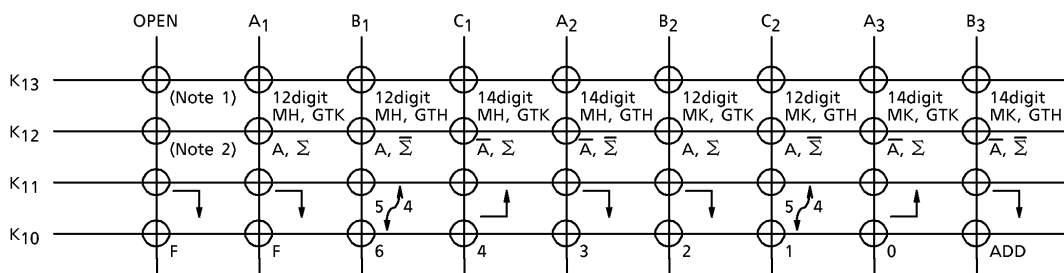 OPEN A₁ B₁ C₁ A₂ B₂ C₂ A₃ B₃
K₁₃
(Note 1) 12digit 12digit 14digit 14digit 12digit 12digit 14digit 14digit
MH, GTK MH, GTH MH, GTK MH, GTH MK, GTK MK, GTH MK, GTK MK, GTH
K₁₂
(Note 2) A, Σ A, Σ̅ A̅, Σ A̅, Σ̅ A, Σ A, Σ̅ A̅, Σ A̅, Σ̅
K₁₁
5 4 5 4
K₁₀
F F 6 4 3 2 1 0 ADD